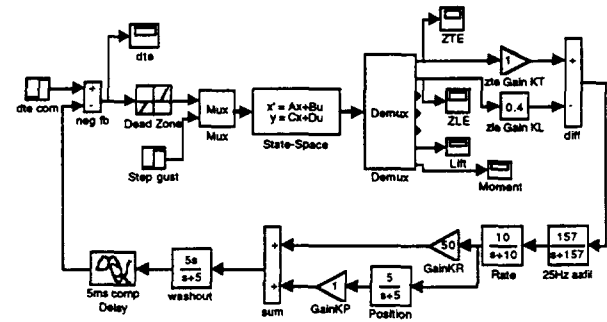 ZTE
dte
1
zte Gain KT
+
-
dte com
neg fb
Dead Zone
Mux
Mux
x' = Ax+Bu
y = Cx+Du
State-Space
Demux
Demux
ZLE
0.4
zle Gain KL
+
-
diff
Step gust
Lift
Moment
50
GainKR
10
s+10
Rate
157
s+157
25Hz aafil
+
+
sum
5s
s+5
washout
5ms comp
Delay
1
GainKP
5
s+5
Position